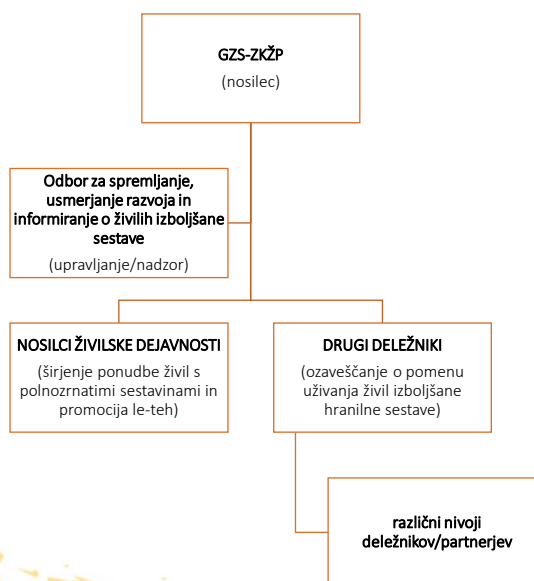 GZS-ZKŽP
(nosilec)
Odbor za spremljanje,
usmerjanje razvoja in
informiranje o živilih izboljšane
sestave
(upravljanje/nadzor)
NOSILCI ŽIVILSKE DEJAVNOSTI
(širjenje ponudbe živil s
polnozrnatimi sestavinami in
promocija le-teh)
DRUGI DELEŽNIKI
(ozaveščanje o pomenu
uživanja živil izboljšane
hranilne sestave)
različni nivoji
deležnikov/partnerjev